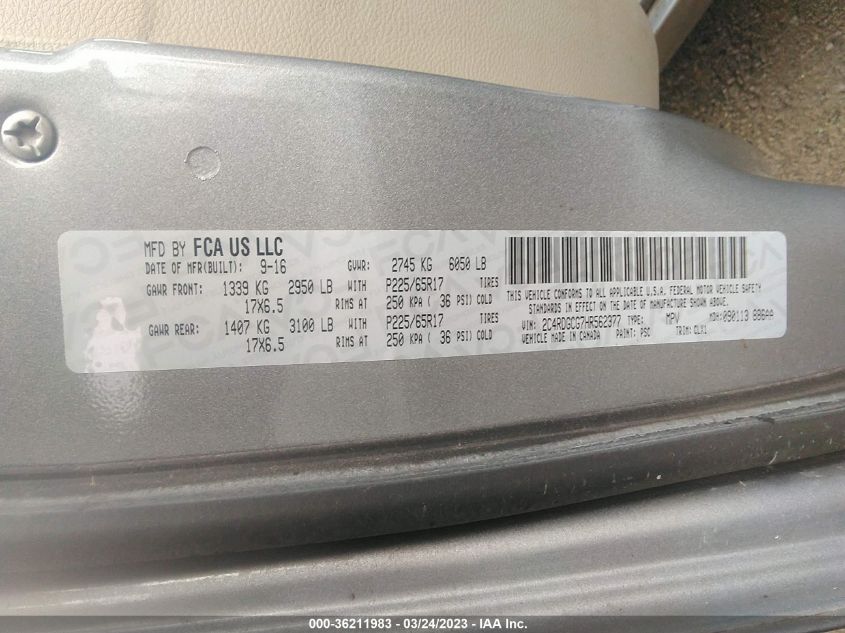 MFD BY FCA US LLC
DATE OF MFR(BUILT): 9-16 GVWR: 2745 KG 6050 LB
GAWR FRONT: 1339 KG 2950 LB WITH P225/65R17 TIRES
17X6.5 RIMS AT 250 KPA ( 36 PSI) COLD
GAWR REAR: 1407 KG 3100 LB WITH P225/65R17 TIRES
17X6.5 RIMS AT 250 KPA ( 36 PSI) COLD
THIS VEHICLE CONFORMS TO ALL APPLICABLE U.S.A. FEDERAL MOTOR VEHICLE SAFETY
STANDARDS IN EFFECT ON THE DATE OF MANUFACTURE SHOWN ABOVE.
VIN: 2C4RDGCG7HR562377 TYPE: MPV MDH: 090113 886AA
VEHICLE MADE IN CANADA PAINT: PSC TRIM: CLX1
000-36211983 - 03/24/2023 - IAA Inc.